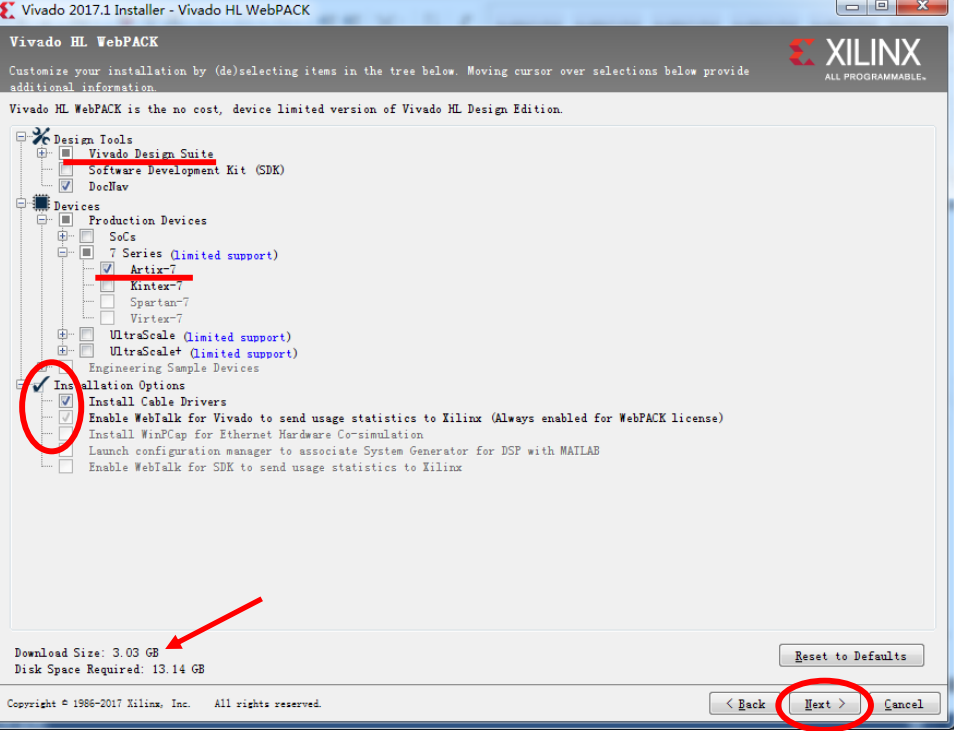 Vivado 2017.1 Installer - Vivado HL WebPACK
Vivado HL WebPACK
XILINX
ALL PROGRAMMABLE.
Customize your installation by (de)selecting items in the tree below. Moving cursor over selections below provide
additional information.
Vivado HL WebPACK is the no cost, device limited version of Vivado HL Design Edition.
Design Tools
Vivado Design Suite
Software Development Kit (SDK)
DocNav
Devices
Production Devices
SoCs
7 Series (limited support)
Artix-7
Kintex-7
Spartan-7
Virtex-7
UltraScale (limited support)
UltraScale+ (limited support)
Engineering Sample Devices
Installation Options
Install Cable Drivers
Enable WebTalk for Vivado to send usage statistics to Xilinx (Always enabled for WebPACK license)
Install WinPCap for Ethernet Hardware Co-simulation
Launch configuration manager to associate System Generator for DSP with MATLAB
Enable WebTalk for SDK to send usage statistics to Xilinx
Download Size: 3.03 GB
Disk Space Required: 13.14 GB
Reset to Defaults
Copyright © 1986-2017 Xilinx, Inc. All rights reserved.
< Back Next > Cancel